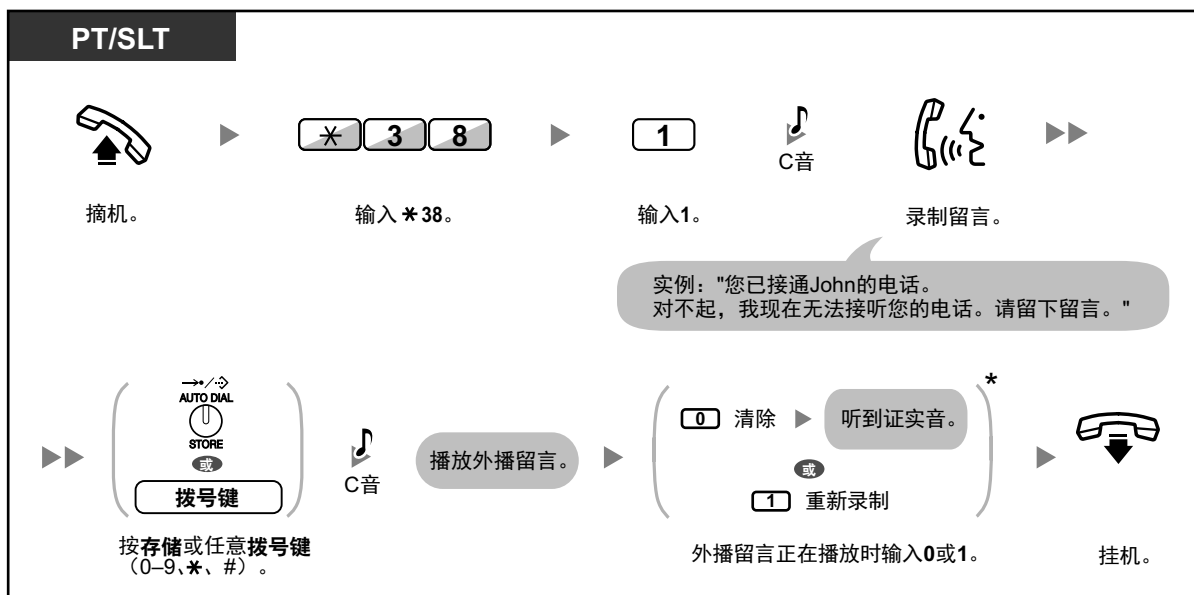 PT/SLT
✳ 3 8
1
C音
摘机。
输入✳38。
输入1。
录制留言。
实例："您已接通John的电话。
对不起，我现在无法接听您的电话。请留下留言。"
AUTO DIAL
STORE
或
拨号键
C音
播放外播留言。
0 清除
听到证实音。
*
或
1 重新录制
按存储或任意拨号键
（0–9、✳、#）。
外播留言正在播放时输入0或1。
挂机。